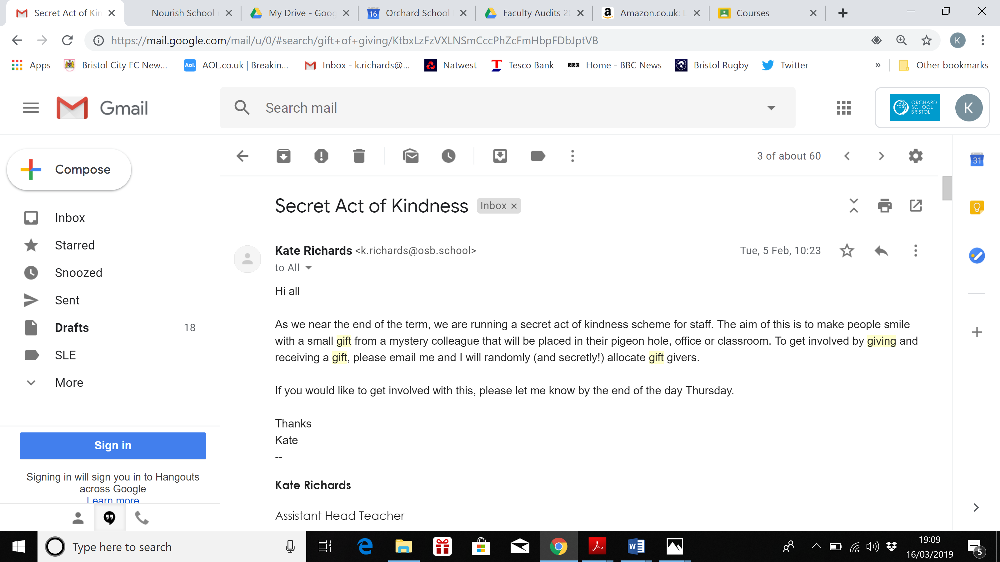 Secret Act of Kin
Nourish School
My Drive - Goog
16
Orchard School
Faculty Audits 20
Amazon.co.uk: L
Courses
https://mail.google.com/mail/u/0/#search/gift+of+giving/KtbxLzFzVXLNSmCccPhZcFmHbpFDbJptVB
K
Apps
Bristol City FC New...
Aol.
AOL.co.uk | Breakin...
Inbox - k.richards@...
Natwest
Tesco Bank
BBC
Home - BBC News
Bristol Rugby
Twitter
»
Other bookmarks
Gmail
Search mail
ORCHARD
SCHOOL
BRISTOL
K
Compose
3 of about 60
31
Secret Act of Kindness
Inbox x
Inbox
Starred
Snoozed
Sent
Drafts 18
SLE
More
Kate Richards <k.richards@osb.school>
Tue, 5 Feb, 10:23
to All
Hi all
As we near the end of the term, we are running a secret act of kindness scheme for staff. The aim of this is to make people smile
with a small gift from a mystery colleague that will be placed in their pigeon hole, office or classroom. To get involved by giving and
receiving a gift, please email me and I will randomly (and secretly!) allocate gift givers.
If you would like to get involved with this, please let me know by the end of the day Thursday.
Thanks
Kate
--
Kate Richards
Assistant Head Teacher
Sign in
Signing in will sign you in to Hangouts
across Google
Learn more
Type here to search
19:09
16/03/2019
5